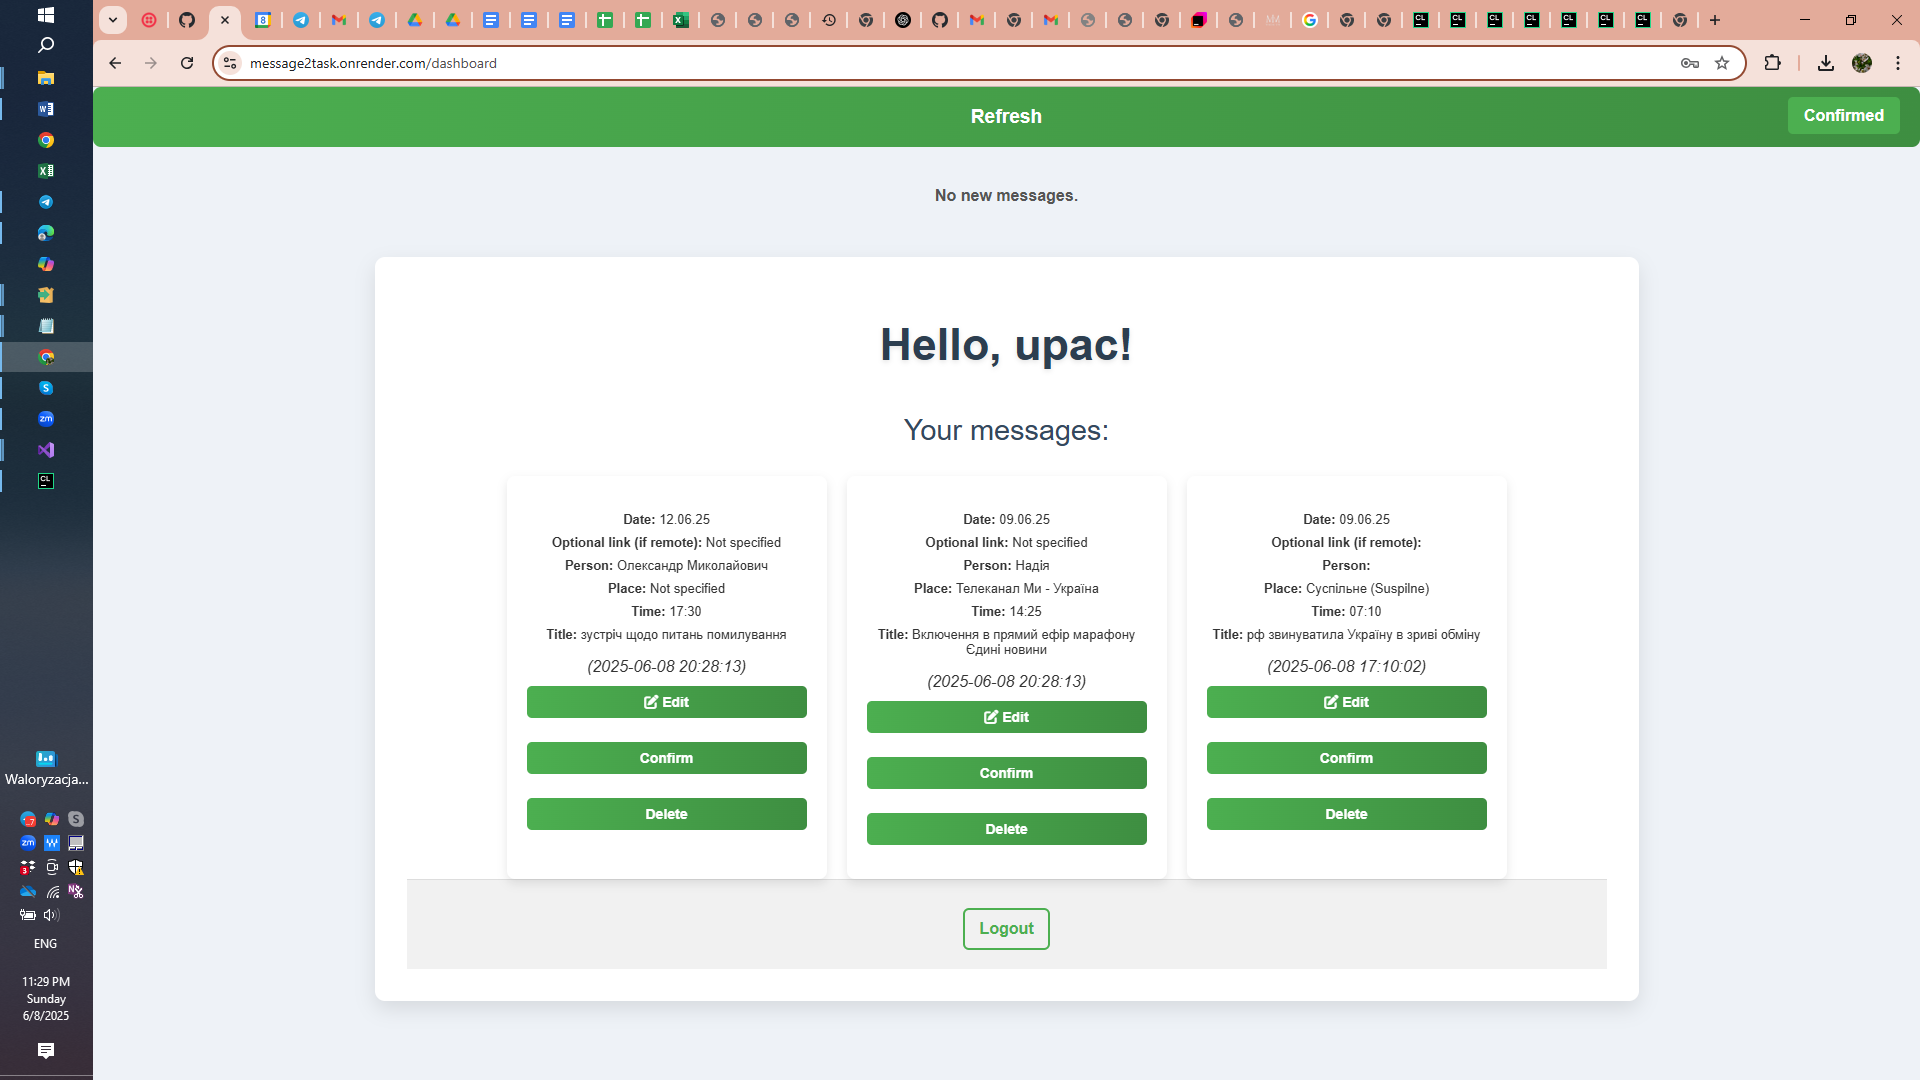 message2task.onrender.com/dashboard
Refresh
Confirmed
No new messages.
Hello, upac!
Your messages:
Date: 12.06.25
Optional link (if remote): Not specified
Person: Олександр Миколайович
Place: Not specified
Time: 17:30
Title: зустріч щодо питань помилування
(2025-06-08 20:28:13)
Edit
Confirm
Delete
Date: 09.06.25
Optional link: Not specified
Person: Надія
Place: Телеканал Ми - Україна
Time: 14:25
Title: Включення в прямий ефір марафону
Єдині новини
(2025-06-08 20:28:13)
Edit
Confirm
Delete
Date: 09.06.25
Optional link (if remote):
Person:
Place: Суспільне (Suspilne)
Time: 07:10
Title: рф звинуватила Україну в зриві обміну
(2025-06-08 17:10:02)
Edit
Confirm
Delete
Logout
Waloryzacja...
ENG
11:29 PM
Sunday
6/8/2025